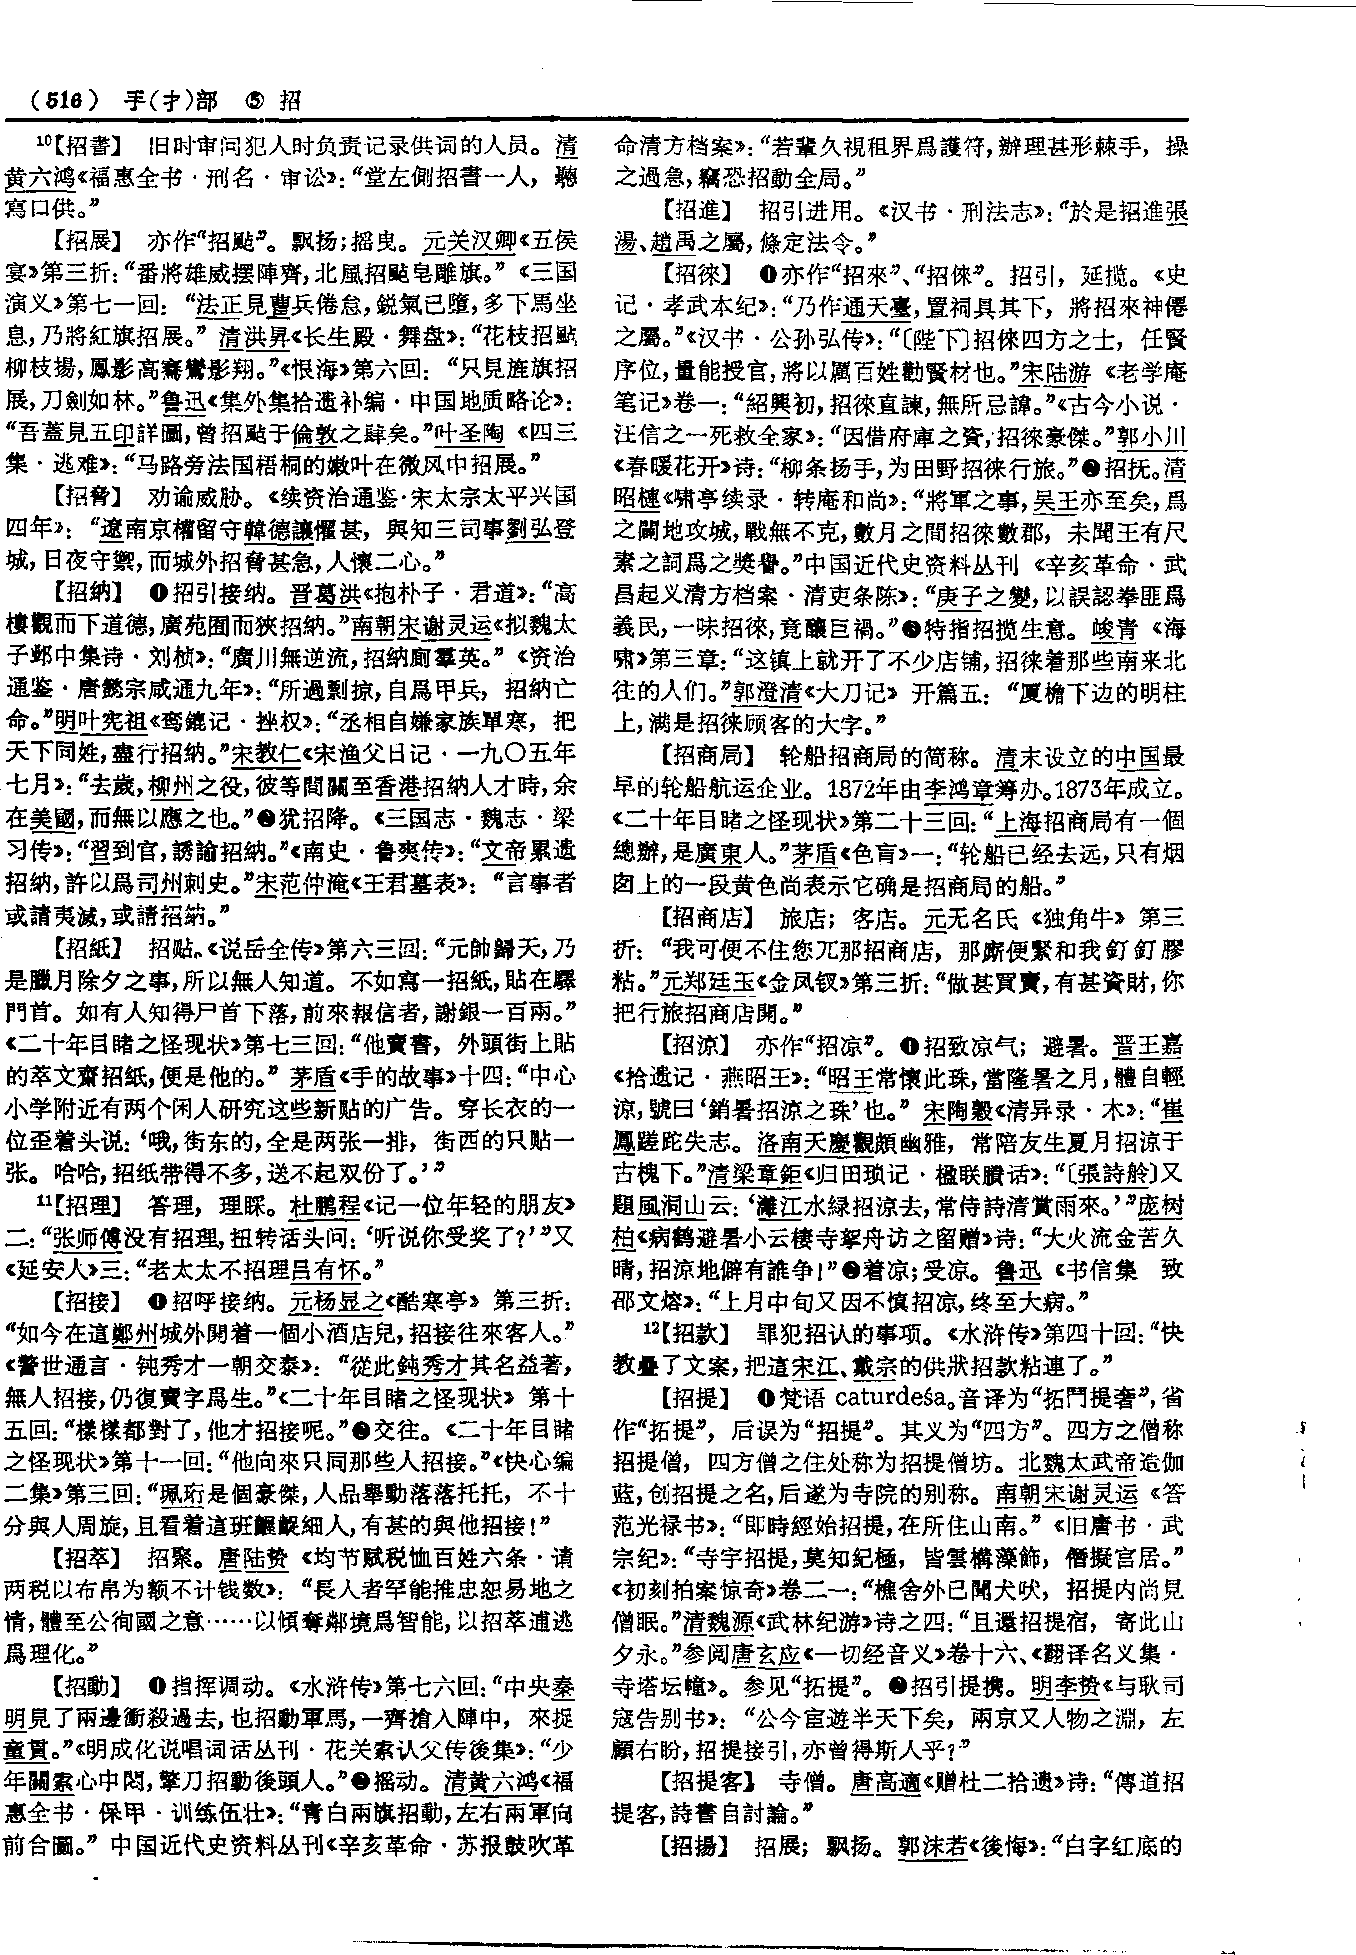 (516) 手(扌)部 ⑤ 招
¹⁰【招書】 旧时审问犯人时负责记录供词的人员。清
黄六鸿《福惠全书·刑名·审讼》：“堂左側招書一人，聽
寫口供。”
【招展】 亦作“招颭”。飘扬；摇曳。元关汉卿《五侯
宴》第三折：“番將雄威摆陣齊，北風招颭皂雕旗。”《三国
演义》第七一回：“法正見曹兵倦怠，鋭氣已墮，多下馬坐
息，乃將紅旗招展。”清洪昇《长生殿·舞盘》：“花枝招颭
柳枝揚，鳳影高騫鸞影翔。”《恨海》第六回：“只見旌旗招
展，刀劍如林。”鲁迅《集外集拾遗补编·中国地质略论》：
“吾蓋見五印詳圖，曾招颭于倫敦之肆矣。”叶圣陶《四三
集·逃难》：“马路旁法国梧桐的嫩叶在微风中招展。”
【招脅】 劝谕威胁。《续资治通鉴·宋太宗太平兴国
四年》：“遼南京權留守韓德讓懼甚，與知三司事劉弘登
城，日夜守禦，而城外招脅甚急，人懷二心。”
【招納】 ❶招引接纳。晋葛洪《抱朴子·君道》：“高
樓觀而下道德，廣苑囿而狹招納。”南朝宋谢灵运《拟魏太
子邺中集诗·刘桢》：“廣川無逆流，招納廁羣英。”《资治
通鉴·唐懿宗咸通九年》：“所過剽掠，自爲甲兵，招納亡
命。”明叶宪祖《鸾鎞记·挫权》：“丞相自嫌家族單寒，把
天下同姓，盡行招納。”宋教仁《宋渔父日记·一九〇五年
七月》：“去歲，柳州之役，彼等間關至香港招納人才時，余
在美國，而無以應之也。”❷犹招降。《三国志·魏志·梁
习传》：“習到官，誘諭招納。”《南史·鲁爽传》：“文帝累遣
招納，許以爲司州刺史。”宋范仲淹《王君墓表》：“言事者
或請夷滅，或請招納。”
【招紙】 招贴。《说岳全传》第六三回：“元帥歸天，乃
是臘月除夕之事，所以無人知道。不如寫一招紙，貼在驛
門首。如有人知得尸首下落，前來報信者，謝銀一百兩。”
《二十年目睹之怪现状》第七三回：“他賣書，外頭街上貼
的萃文齋招紙，便是他的。”茅盾《手的故事》十四：“中心
小学附近有两个闲人研究这些新贴的广告。穿长衣的一
位歪着头说：‘哦，街东的，全是两张一排，街西的只贴一
张。哈哈，招纸带得不多，送不起双份了。’”
¹¹【招理】 答理，理睬。杜鹏程《记一位年轻的朋友》
二：“张师傅没有招理，扭转话头问：‘听说你受奖了？’”又
《延安人》三：“老太太不招理吕有怀。”
【招接】 ❶招呼接纳。元杨显之《酷寒亭》第三折：
“如今在這鄭州城外開着一個小酒店兒，招接往來客人。”
《警世通言·钝秀才一朝交泰》：“從此鈍秀才其名益著，
無人招接，仍復賣字爲生。”《二十年目睹之怪现状》第十
五回：“樣樣都對了，他才招接呢。”❷交往。《二十年目睹
之怪现状》第十一回：“他向來只同那些人招接。”《快心编
二集》第三回：“珮珩是個豪傑，人品舉動落落托托，不十
分與人周旋，且看着這班齷齪細人，有甚的與他招接！”
【招萃】 招聚。唐陆贽《均节赋税恤百姓六条·请
两税以布帛为额不计钱数》：“長人者罕能推忠恕易地之
情，體至公徇國之意……以傾奪鄰境爲智能，以招萃逋逃
爲理化。”
【招動】 ❶指挥调动。《水浒传》第七六回：“中央秦
明見了兩邊衝殺過去，也招動軍馬，一齊搶入陣中，來捉
童貫。”《明成化说唱词话丛刊·花关索认父传後集》：“少
年關索心中悶，擎刀招動後頭人。”❷摇动。清黄六鸿《福
惠全书·保甲·训练伍壮》：“青白兩旗招動，左右兩軍向
前合圖。”中国近代史资料丛刊《辛亥革命·苏报鼓吹革
命清方档案》：“若輩久視租界爲護符，辦理甚形棘手，操
之過急，竊恐招動全局。”
【招進】 招引进用。《汉书·刑法志》：“於是招進張
湯、趙禹之屬，條定法令。”
【招徠】 ❶亦作“招來”、“招倈”。招引，延揽。《史
记·孝武本纪》：“乃作通天臺，置祠具其下，將招來神僊
之屬。”《汉书·公孙弘传》：“〔陛下〕招倈四方之士，任賢
序位，量能授官，將以厲百姓勸賢材也。”宋陆游《老学庵
笔记》卷一：“紹興初，招徠直諫，無所忌諱。”《古今小说·
汪信之一死救全家》：“因借府庫之資，招徠豪傑。”郭小川
《春暖花开》诗：“柳条扬手，为田野招徕行旅。”❷招抚。清
昭槤《啸亭续录·转庵和尚》：“將軍之事，吴王亦至矣，爲
之闢地攻城，戰無不克，數月之間招徠數郡，未聞王有尺
素之詞爲之獎譽。”中国近代史资料丛刊《辛亥革命·武
昌起义清方档案·清吏条陈》：“庚子之變，以誤認拳匪爲
義民，一味招徠，竟釀巨禍。”❸特指招揽生意。峻青《海
啸》第三章：“这镇上就开了不少店铺，招徕着那些南来北
往的人们。”郭澄清《大刀记》开篇五：“厦檐下边的明柱
上，满是招徕顾客的大字。”
【招商局】 轮船招商局的简称。清末设立的中国最
早的轮船航运企业。1872年由李鸿章筹办。1873年成立。
《二十年目睹之怪现状》第二十三回：“上海招商局有一個
總辦，是廣東人。”茅盾《色盲》一：“轮船已经去远，只有烟
囱上的一段黄色尚表示它确是招商局的船。”
【招商店】 旅店；客店。元无名氏《独角牛》第三
折：“我可便不住您兀那招商店，那廝便緊和我釘釘膠
粘。”元郑廷玉《金凤钗》第三折：“做甚買賣，有甚資財，你
把行旅招商店開。”
【招涼】 亦作“招凉”。❶招致凉气；避暑。晋王嘉
《拾遗记·燕昭王》：“昭王常懷此珠，當隆暑之月，體自輕
涼，號曰‘銷暑招涼之珠’也。”宋陶穀《清异录·木》：“崔
鳳蹉跎失志。洛南天慶觀頗幽雅，常陪友生夏月招涼于
古槐下。”清梁章鉅《归田琐记·楹联賸话》：“〔張詩舲〕又
題風洞山云：‘灕江水緑招涼去，常侍詩清賞雨來。’”庞树
柏《病鹤避暑小云棲寺挐舟访之留赠》诗：“大火流金苦久
晴，招涼地僻有誰争！”❷着凉；受凉。鲁迅《书信集 致
邵文熔》：“上月中旬又因不慎招凉，终至大病。”
¹²【招款】 罪犯招认的事项。《水浒传》第四十回：“快
教疊了文案，把這宋江、戴宗的供狀招款粘連了。”
【招提】 ❶梵语caturdeśa。音译为“拓鬥提奢”，省
作“拓提”，后误为“招提”。其义为“四方”。四方之僧称
招提僧，四方僧之住处称为招提僧坊。北魏太武帝造伽
蓝，创招提之名，后遂为寺院的别称。南朝宋谢灵运《答
范光禄书》：“即時經始招提，在所住山南。”《旧唐书·武
宗纪》：“寺宇招提，莫知紀極，皆雲構藻飾，僭擬宫居。”
《初刻拍案惊奇》卷二一：“樵舍外已聞犬吠，招提内尚見
僧眠。”清魏源《武林纪游》诗之四：“且還招提宿，寄此山
夕永。”参阅唐玄应《一切经音义》卷十六、《翻译名义集·
寺塔坛幢》。参见“拓提”。❷招引提携。明李贽《与耿司
寇告别书》：“公今宦遊半天下矣，兩京又人物之淵，左
顧右盼，招提接引，亦曾得斯人乎？”
【招提客】 寺僧。唐高適《赠杜二拾遗》诗：“傳道招
提客，詩書自討論。”
【招揚】 招展；飘扬。郭沫若《後悔》：“白字红底的